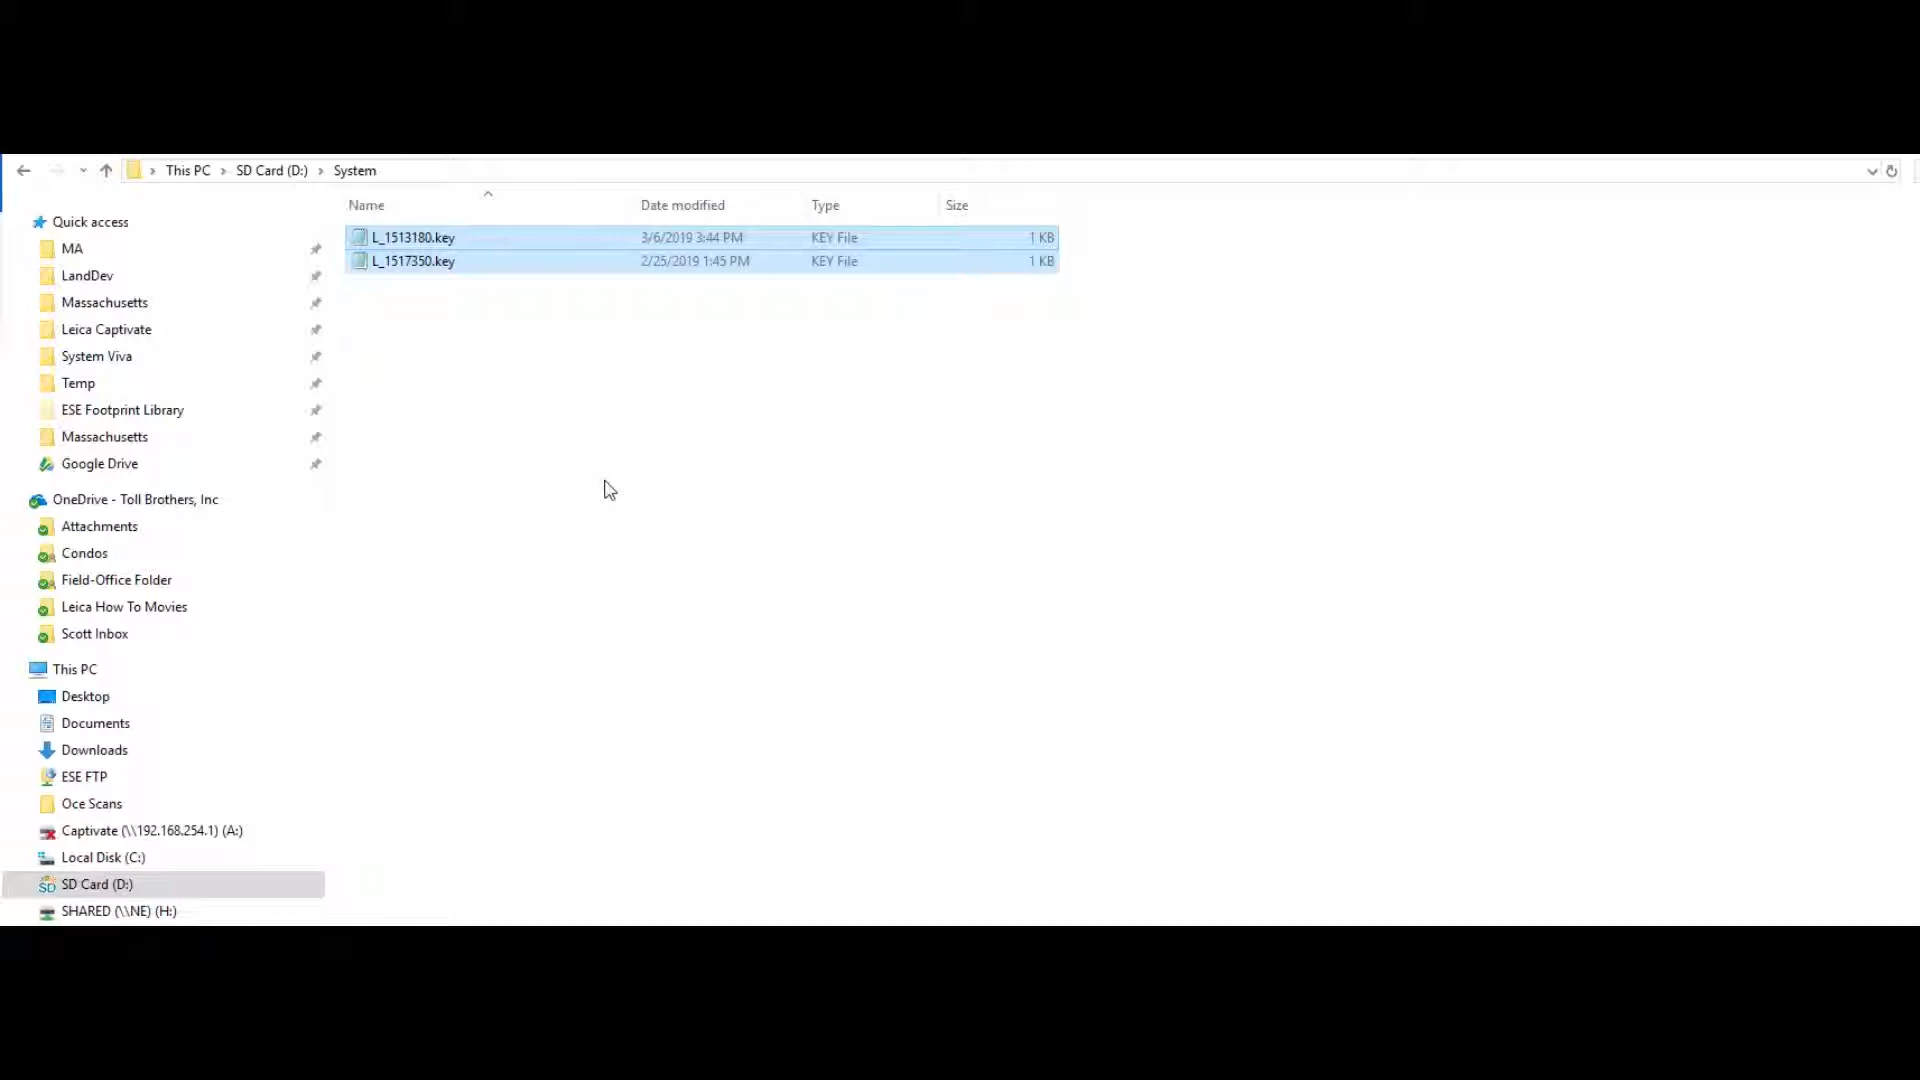 This PC > SD Card (D:) > System
Name Date modified Type Size
L_1513180.key 3/6/2019 3:44 PM KEY File 1 KB
L_1517350.key 2/25/2019 1:45 PM KEY File 1 KB
Quick access
MA
LandDev
Massachusetts
Leica Captivate
System Viva
Temp
ESE Footprint Library
Massachusetts
Google Drive
OneDrive - Toll Brothers, Inc
Attachments
Condos
Field-Office Folder
Leica How To Movies
Scott Inbox
This PC
Desktop
Documents
Downloads
ESE FTP
Oce Scans
Captivate (\\192.168.254.1) (A:)
Local Disk (C:)
SD Card (D:)
SHARED (\\NE) (H:)